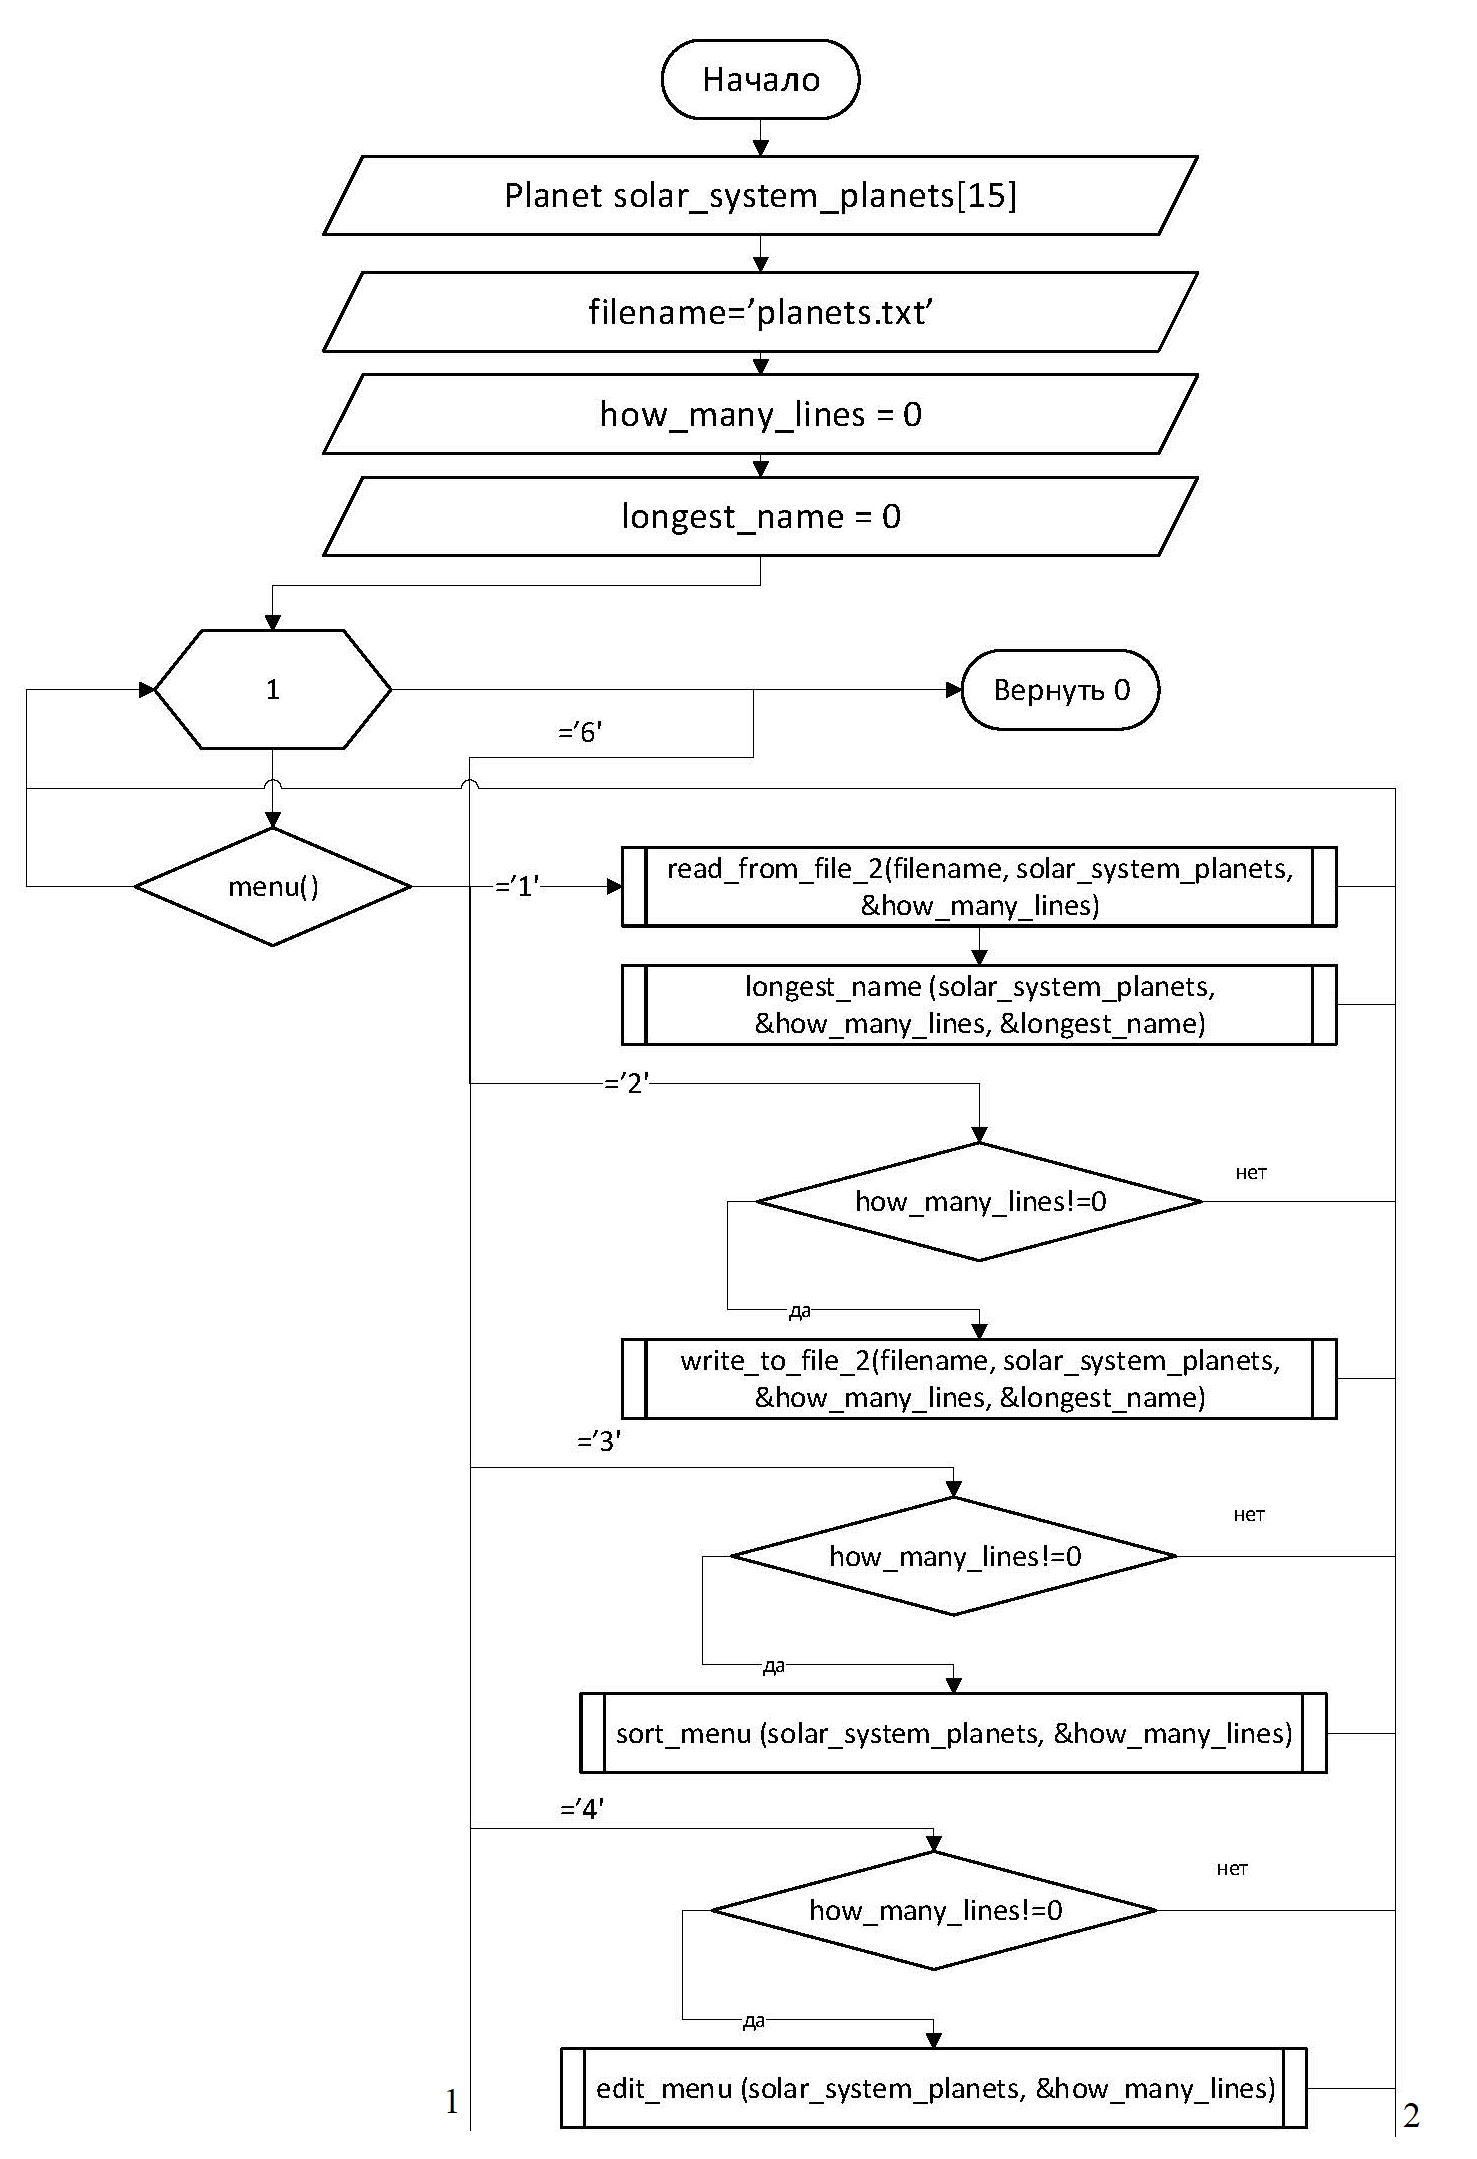 Начало
Planet solar_system_planets[15]
filename=’planets.txt’
how_many_lines = 0
longest_name = 0
1
Вернуть 0
=’6'
menu()
=’1'
read_from_file_2(filename, solar_system_planets,
&how_many_lines)
longest_name (solar_system_planets,
&how_many_lines, &longest_name)
=’2'
how_many_lines!=0
нет
да
write_to_file_2(filename, solar_system_planets,
&how_many_lines, &longest_name)
=’3'
how_many_lines!=0
нет
да
sort_menu (solar_system_planets, &how_many_lines)
=’4'
how_many_lines!=0
нет
да
edit_menu (solar_system_planets, &how_many_lines)
1
2